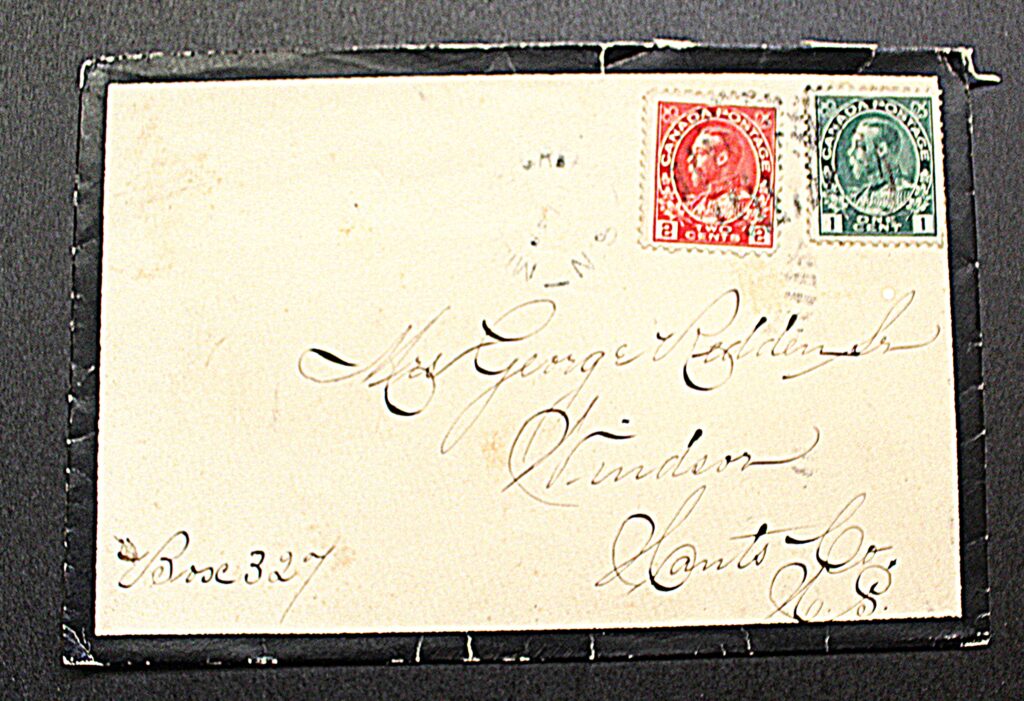 CANADA POSTAGE
2 TWO CENTS 2
CANADA POSTAGE
1 ONE CENT 1
N S
Mrs George Redden Sr
Windsor
Hants Co.
N. S.
Box 327